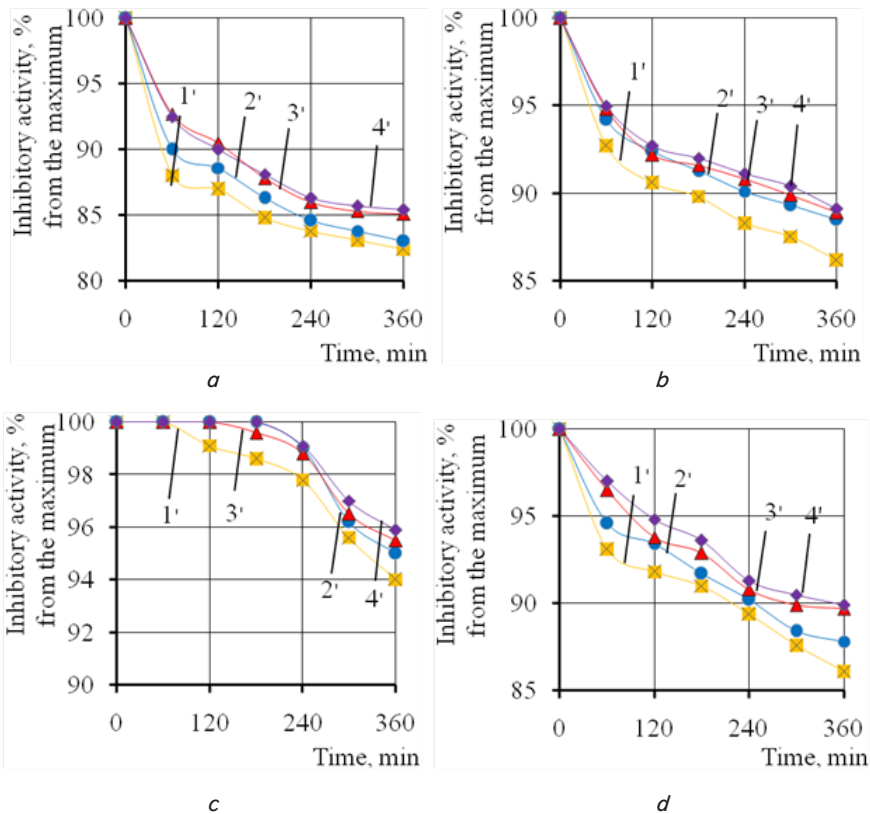 Inhibitory activity, %
from the maximum
100
95
90
85
80
1'
2'
3'
4'
0 120 240 360
Time, min
a
Inhibitory activity, %
from the maximum
100
95
90
85
1'
2'
3'
4'
0 120 240 360
Time, min
b
Inhibitory activity, %
from the maximum
100
98
96
94
92
90
1'
3'
2'
4'
0 120 240 360
Time, min
c
Inhibitory activity, %
from the maximum
100
95
90
85
1'
2'
3'
4'
0 120 240 360
Time, min
d